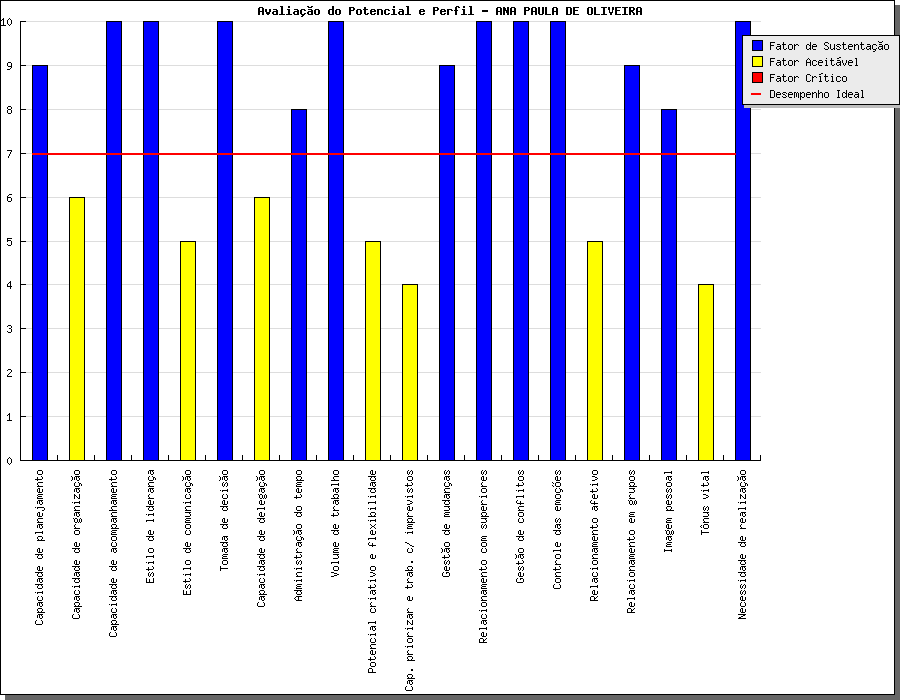 Avaliação do Potencial e Perfil - ANA PAULA DE OLIVEIRA
Fator de Sustentação
Fator Aceitável
Fator Crítico
Desempenho Ideal
10
9
8
7
6
5
4
3
2
1
0
Capacidade de planejamento
Capacidade de organização
Capacidade de acompanhamento
Estilo de liderança
Estilo de comunicação
Tomada de decisão
Capacidade de delegação
Administração do tempo
Volume de trabalho
Potencial criativo e flexibilidade
Cap. priorizar e trab. c/ imprevistos
Gestão de mudanças
Relacionamento com superiores
Gestão de conflitos
Controle das emoções
Relacionamento afetivo
Relacionamento em grupos
Imagem pessoal
Tônus vital
Necessidade de realização